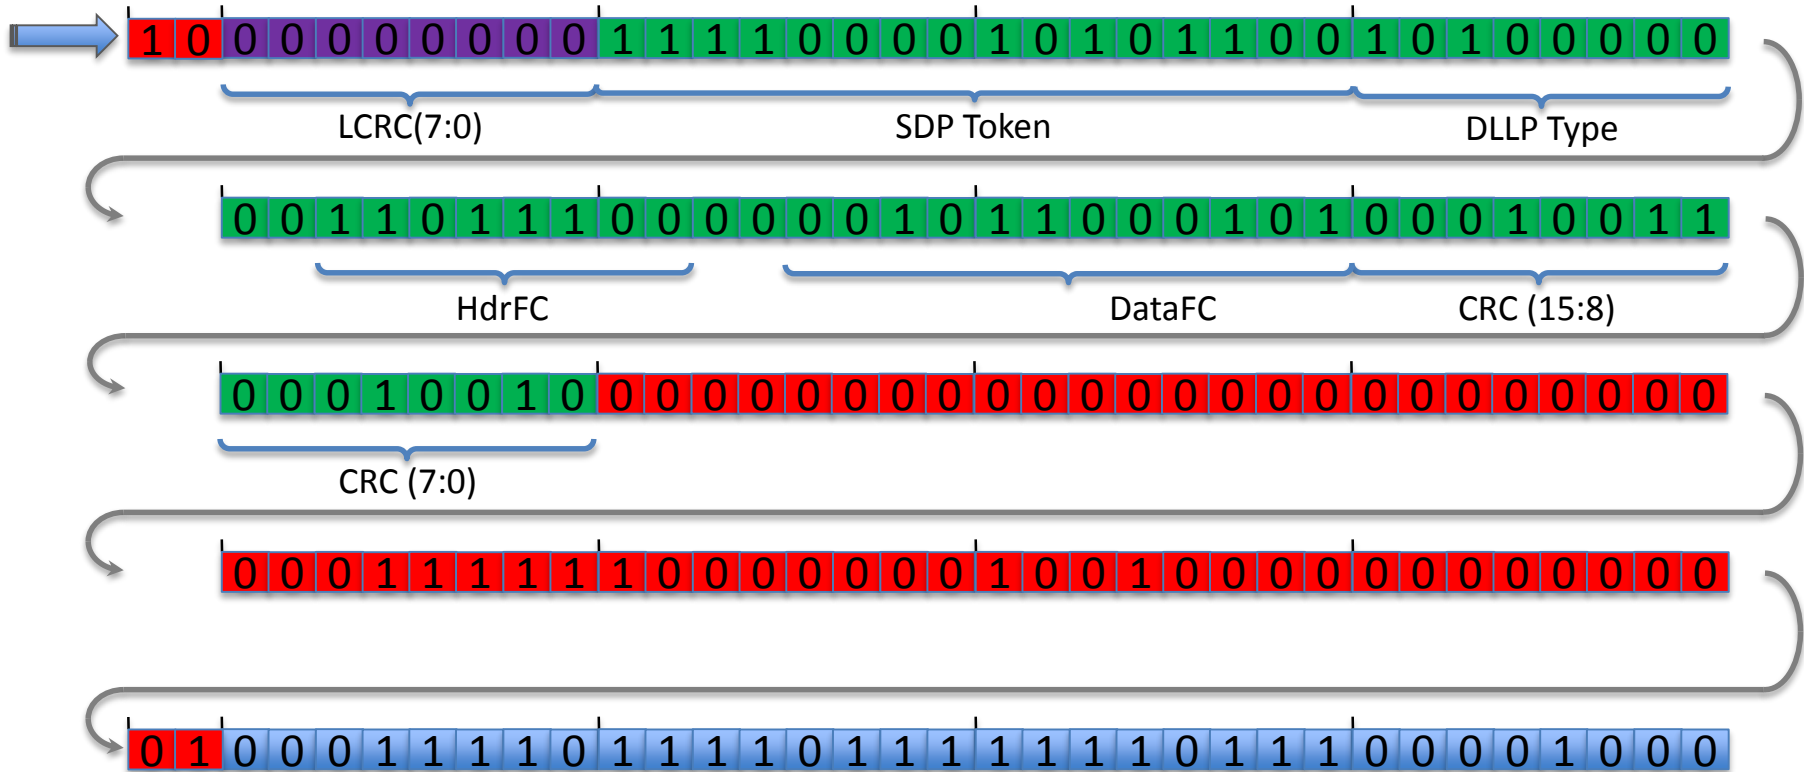 1 0 0 0 0 0 0 0 0 0 1 1 1 1 0 0 0 0 1 0 1 0 1 1 0 0 1 0 1 0 0 0 0 0
LCRC(7:0) SDP Token DLLP Type
0 0 1 1 0 1 1 1 0 0 0 0 0 0 1 0 1 1 0 0 0 1 0 1 0 0 0 1 0 0 1 1
HdrFC DataFC CRC (15:8)
0 0 0 1 0 0 1 0 0 0 0 0 0 0 0 0 0 0 0 0 0 0 0 0 0 0 0 0 0 0 0 0
CRC (7:0)
0 0 0 1 1 1 1 1 1 0 0 0 0 0 0 0 1 0 0 1 0 0 0 0 0 0 0 0 0 0 0 0
0 1 0 0 0 1 1 1 1 0 1 1 1 1 0 1 1 1 1 1 1 1 0 1 1 1 0 0 0 0 1 0 0 0